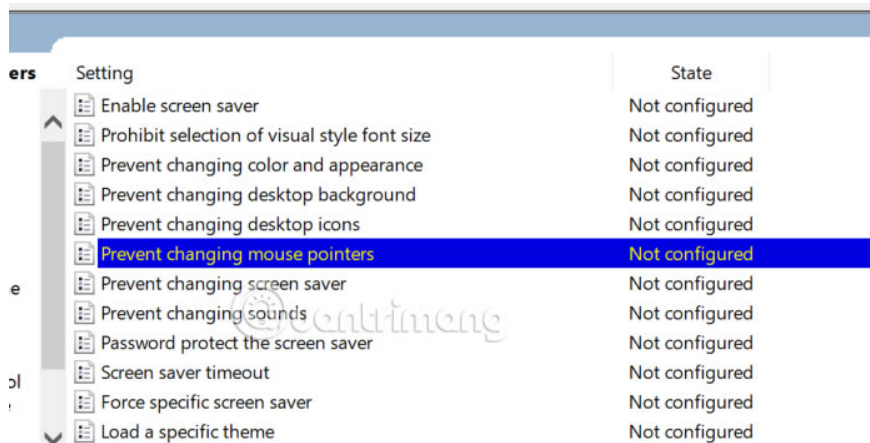 ers Setting State
Enable screen saver Not configured
Prohibit selection of visual style font size Not configured
Prevent changing color and appearance Not configured
Prevent changing desktop background Not configured
Prevent changing desktop icons Not configured
Prevent changing mouse pointers Not configured
e Prevent changing screen saver Not configured
Prevent changing sounds Not configured
uantrimang
Password protect the screen saver Not configured
ol Screen saver timeout Not configured
Force specific screen saver Not configured
Load a specific theme Not configured